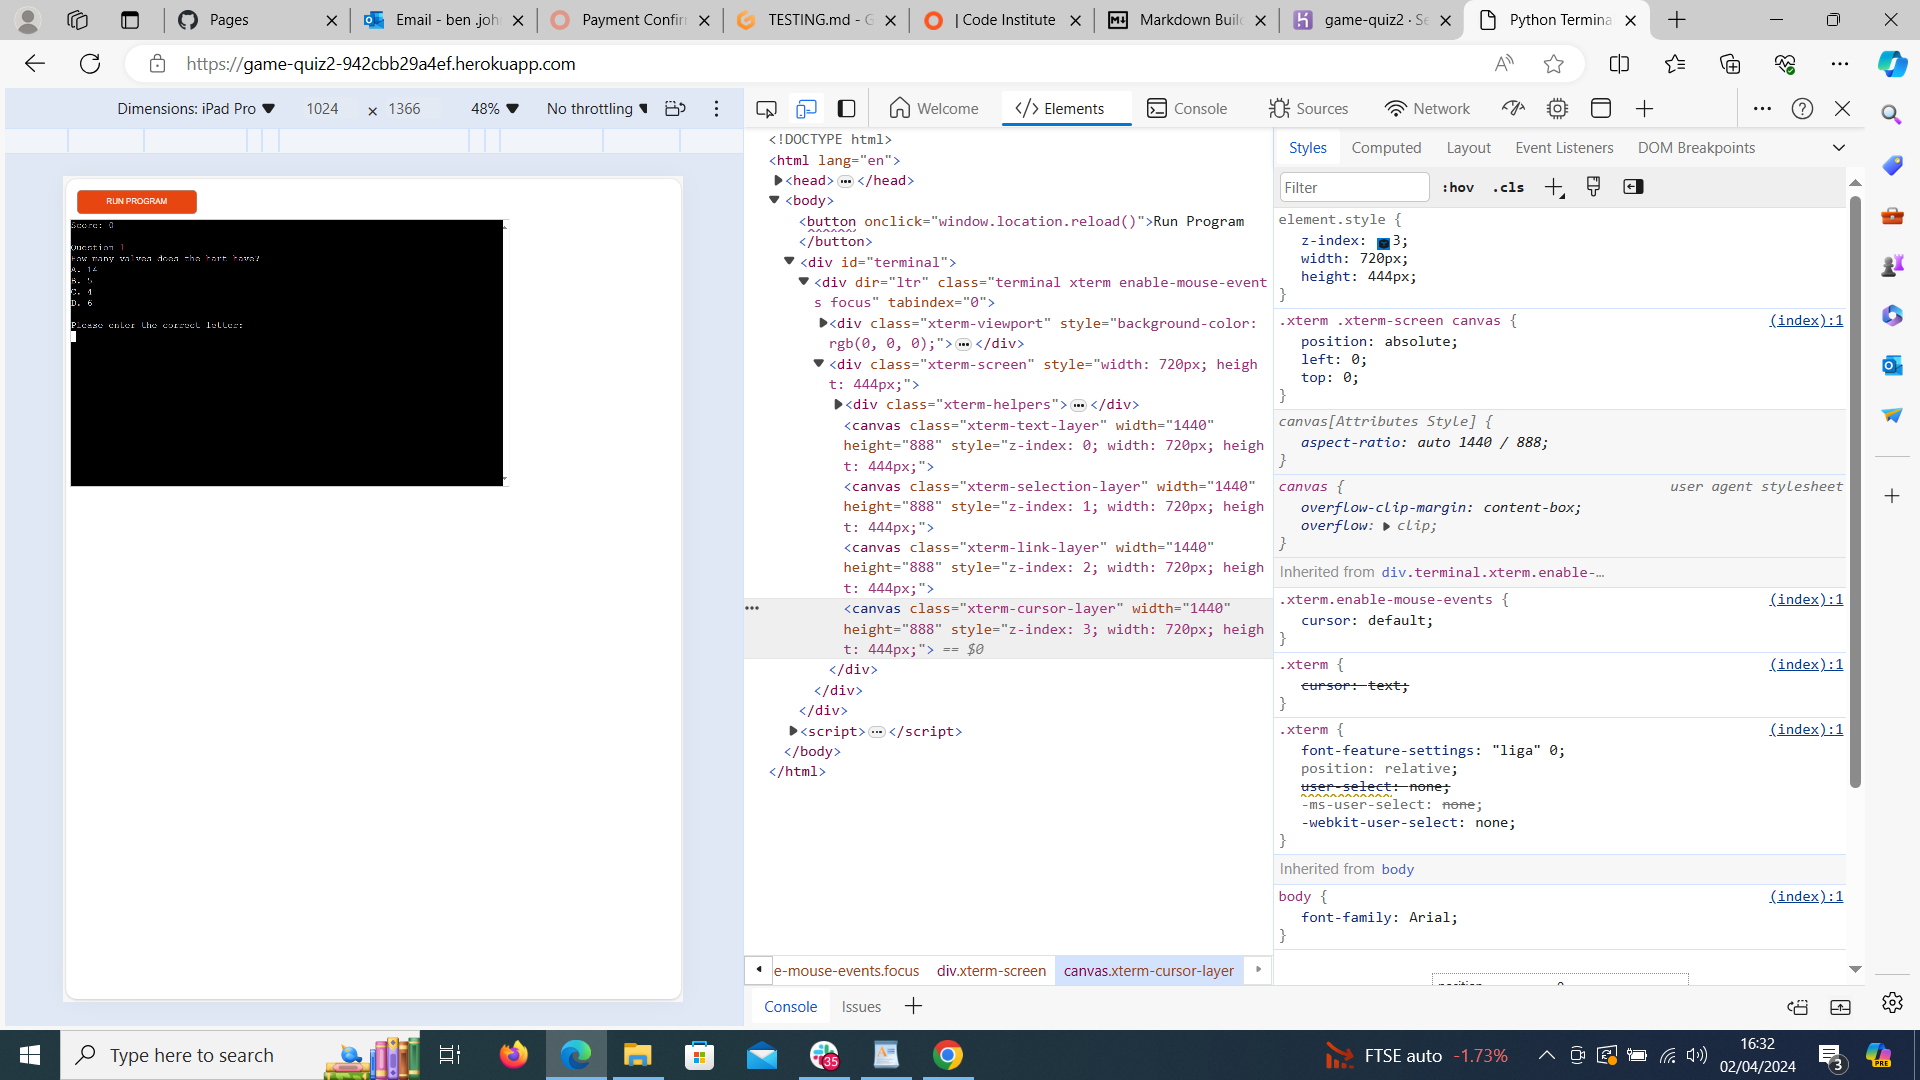 Pages
Email - ben joh
Payment Confir
TESTING.md - G
| Code Institute
Markdown Build
game-quiz2 · Se
Python Termina
https://game-quiz2-942cbb29a4ef.herokuapp.com
Dimensions: iPad Pro 1024 × 1366 48% No throttling
Welcome Elements Console Sources Network
RUN PROGRAM
Score: 0
Question 1
How many valves does the hart have?
A. 14
B. 5
C. 4
D. 6
Please enter the correct letter:
<!DOCTYPE html>
<html lang="en">
<head> ••• </head>
<body>
<button onclick="window.location.reload()">Run Program
</button>
<div id="terminal">
<div dir="ltr" class="terminal xterm enable-mouse-event
s focus" tabindex="0">
<div class="xterm-viewport" style="background-color:
rgb(0, 0, 0);"> ••• </div>
<div class="xterm-screen" style="width: 720px; heigh
t: 444px;">
<div class="xterm-helpers"> ••• </div>
<canvas class="xterm-text-layer" width="1440"
height="888" style="z-index: 0; width: 720px; heigh
t: 444px;">
<canvas class="xterm-selection-layer" width="1440"
height="888" style="z-index: 1; width: 720px; heigh
t: 444px;">
<canvas class="xterm-link-layer" width="1440"
height="888" style="z-index: 2; width: 720px; heigh
t: 444px;">
<canvas class="xterm-cursor-layer" width="1440"
height="888" style="z-index: 3; width: 720px; heigh
t: 444px;"> == $0
</div>
</div>
</div>
<script> ••• </script>
</body>
</html>
e-mouse-events.focus div.xterm-screen canvas.xterm-cursor-layer
Styles Computed Layout Event Listeners DOM Breakpoints
Filter :hov .cls
element.style {
z-index: 3;
width: 720px;
height: 444px;
}
.xterm .xterm-screen canvas { (index):1
position: absolute;
left: 0;
top: 0;
}
canvas[Attributes Style] {
aspect-ratio: auto 1440 / 888;
}
canvas { user agent stylesheet
overflow-clip-margin: content-box;
overflow: clip;
}
Inherited from div.terminal.xterm.enable-…
.xterm.enable-mouse-events { (index):1
cursor: default;
}
.xterm { (index):1
cursor: text;
}
.xterm { (index):1
font-feature-settings: "liga" 0;
position: relative;
user-select: none;
-ms-user-select: none;
-webkit-user-select: none;
}
Inherited from body
body { (index):1
font-family: Arial;
}
Console Issues
Type here to search
35
FTSE auto -1.73%
16:32
02/04/2024
3
PRE